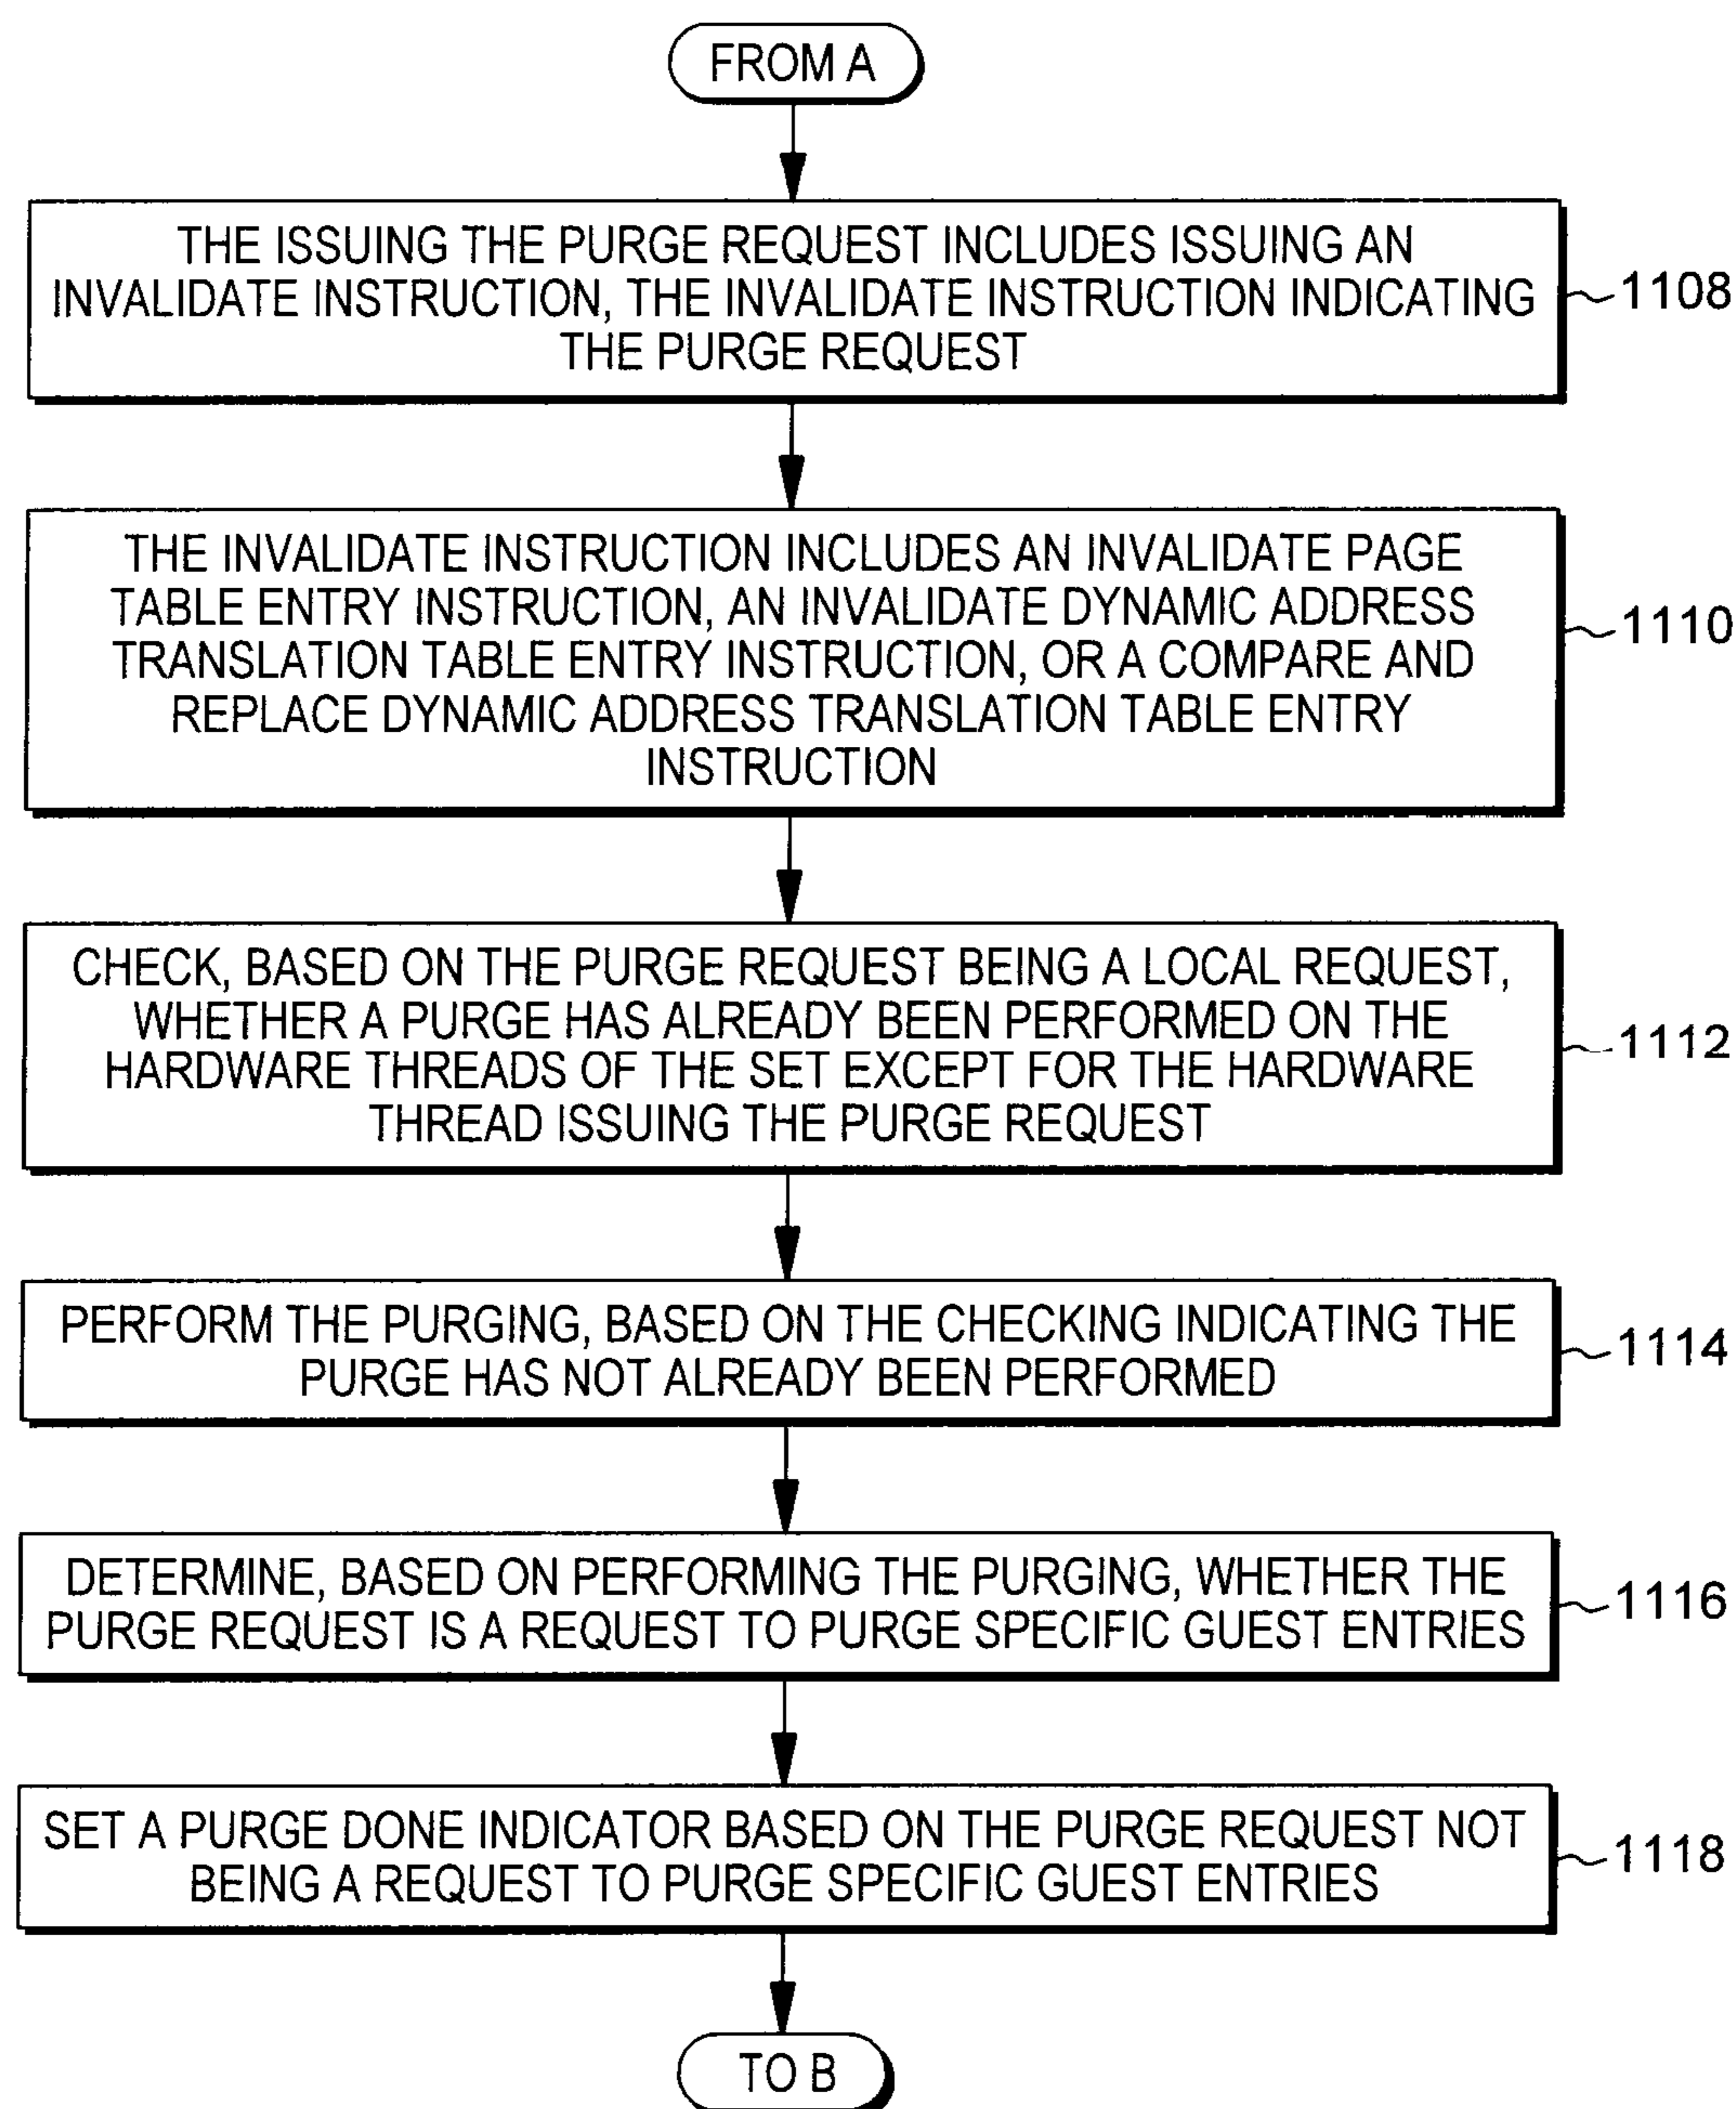 FROM A
THE ISSUING THE PURGE REQUEST INCLUDES ISSUING AN
INVALIDATE INSTRUCTION, THE INVALIDATE INSTRUCTION INDICATING
THE PURGE REQUEST
1108
THE INVALIDATE INSTRUCTION INCLUDES AN INVALIDATE PAGE
TABLE ENTRY INSTRUCTION, AN INVALIDATE DYNAMIC ADDRESS
TRANSLATION TABLE ENTRY INSTRUCTION, OR A COMPARE AND
REPLACE DYNAMIC ADDRESS TRANSLATION TABLE ENTRY
INSTRUCTION
1110
CHECK, BASED ON THE PURGE REQUEST BEING A LOCAL REQUEST,
WHETHER A PURGE HAS ALREADY BEEN PERFORMED ON THE
HARDWARE THREADS OF THE SET EXCEPT FOR THE HARDWARE
THREAD ISSUING THE PURGE REQUEST
1112
PERFORM THE PURGING, BASED ON THE CHECKING INDICATING THE
PURGE HAS NOT ALREADY BEEN PERFORMED
1114
DETERMINE, BASED ON PERFORMING THE PURGING, WHETHER THE
PURGE REQUEST IS A REQUEST TO PURGE SPECIFIC GUEST ENTRIES
1116
SET A PURGE DONE INDICATOR BASED ON THE PURGE REQUEST NOT
BEING A REQUEST TO PURGE SPECIFIC GUEST ENTRIES
1118
TO B